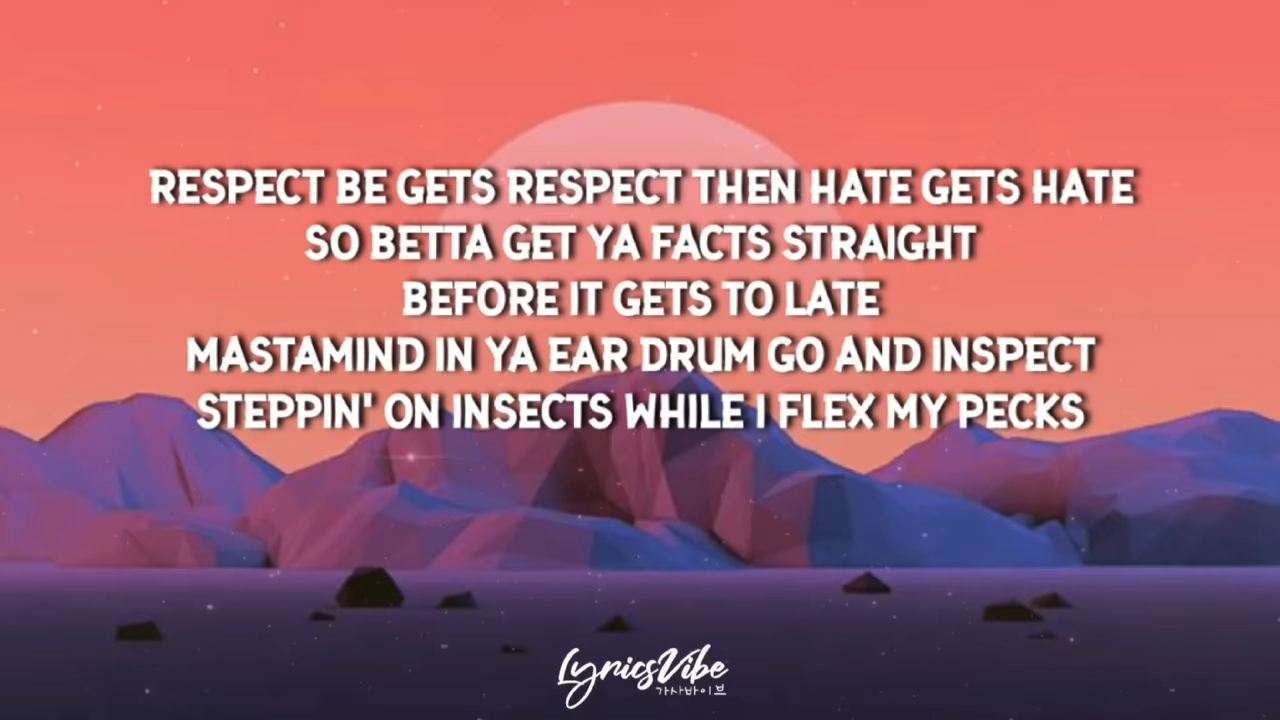 RESPECT BE GETS RESPECT THEN HATE GETS HATE
SO BETTA GET YA FACTS STRAIGHT
BEFORE IT GETS TO LATE
MASTAMIND IN YA EAR DRUM GO AND INSPECT
STEPPIN' ON INSECTS WHILE I FLEX MY PECKS
LyricsVibe
가사바이브